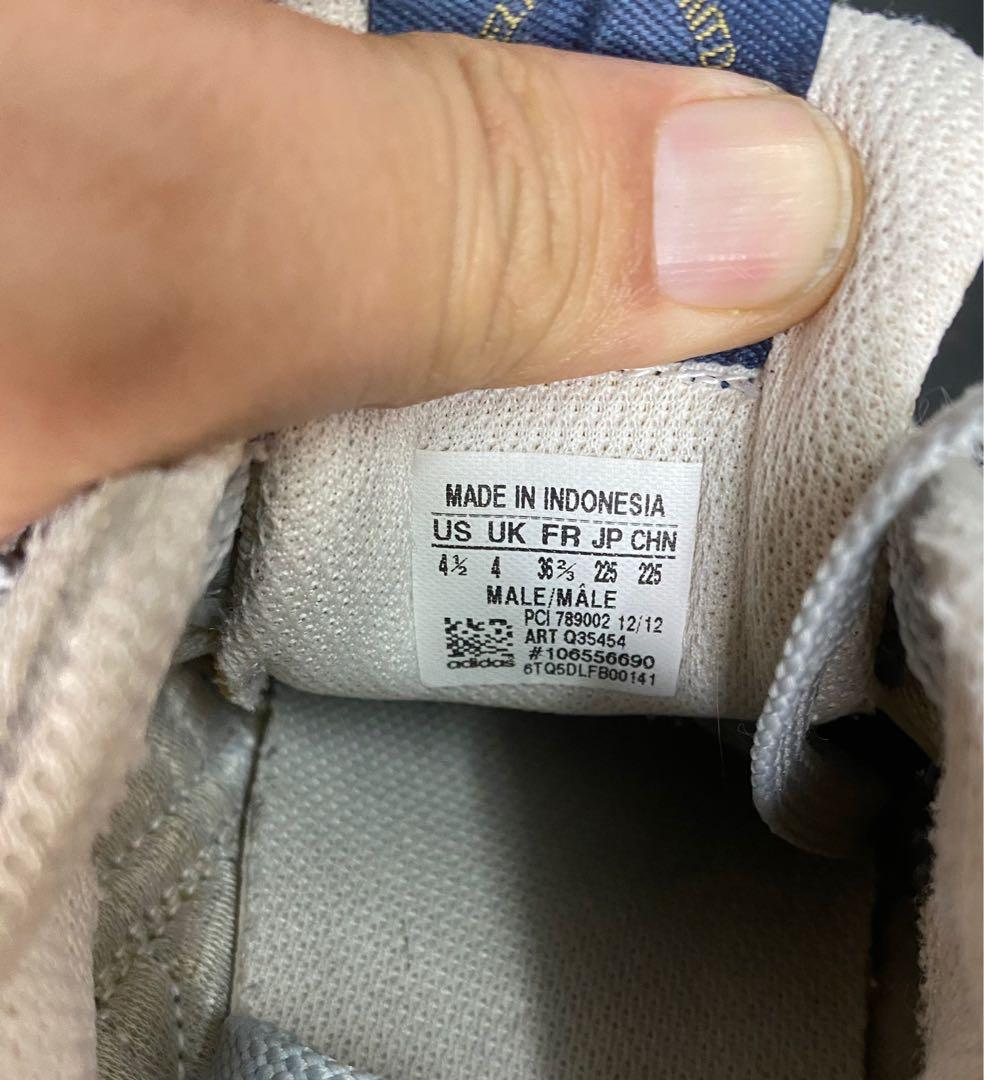 MADE IN INDONESIA
US UK FR JP CHN
4½ 4 36⅔ 225 225
MALE/MÂLE
PCI 789002 12/12
ART Q35454
#106556690
adidas 6TQ5DLFB00141